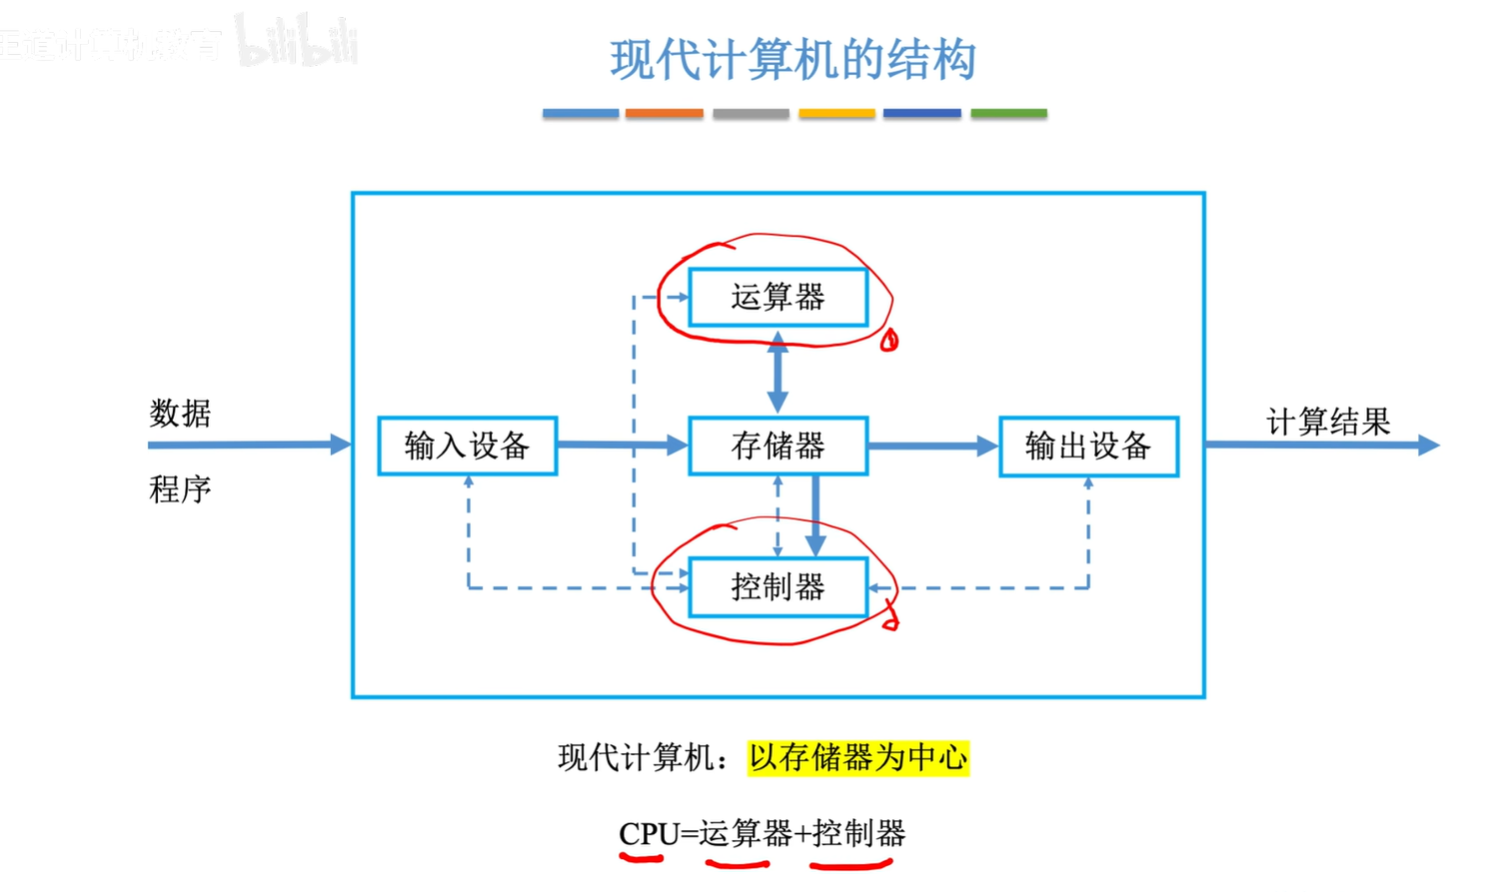 王道计算机教育 bilibili
现代计算机的结构
运算器
数据
程序
输入设备
存储器
输出设备
计算结果
控制器
现代计算机：以存储器为中心
CPU=运算器+控制器